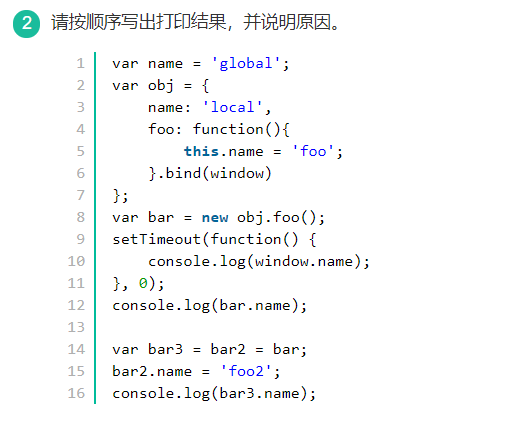 2 请按顺序写出打印结果，并说明原因。
1 var name = 'global';
2 var obj = {
3     name: 'local',
4     foo: function(){
5         this.name = 'foo';
6     }.bind(window)
7 };
8 var bar = new obj.foo();
9 setTimeout(function() {
10     console.log(window.name);
11 }, 0);
12 console.log(bar.name);
13
14 var bar3 = bar2 = bar;
15 bar2.name = 'foo2';
16 console.log(bar3.name);